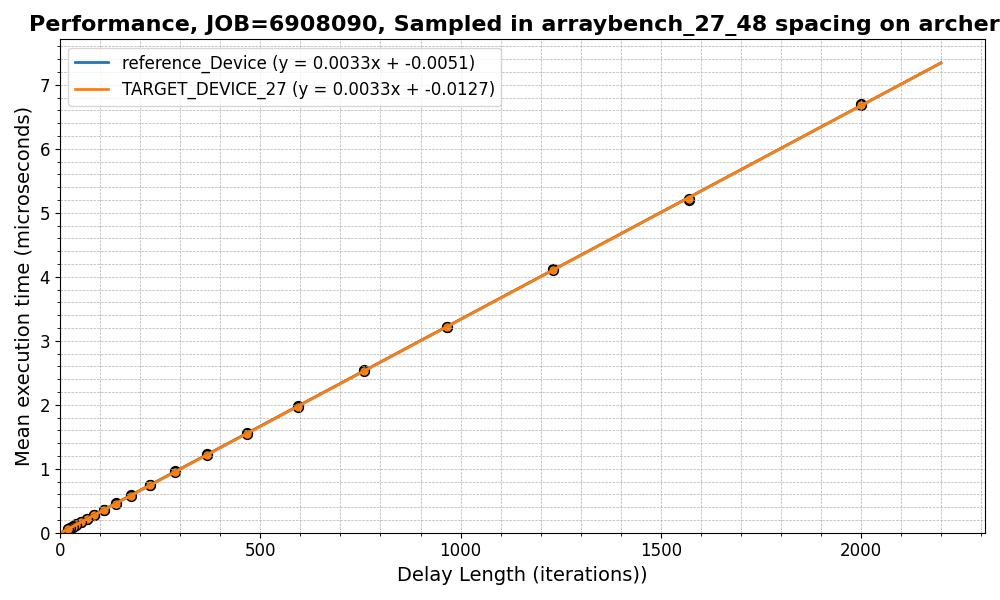 Performance, JOB=6908090, Sampled in arraybench_27_48 spacing on archer
reference_Device (y = 0.0033x + -0.0051)
TARGET_DEVICE_27 (y = 0.0033x + -0.0127)
Mean execution time (microseconds)
7
6
5
4
3
2
1
0
0 500 1000 1500 2000
Delay Length (iterations))